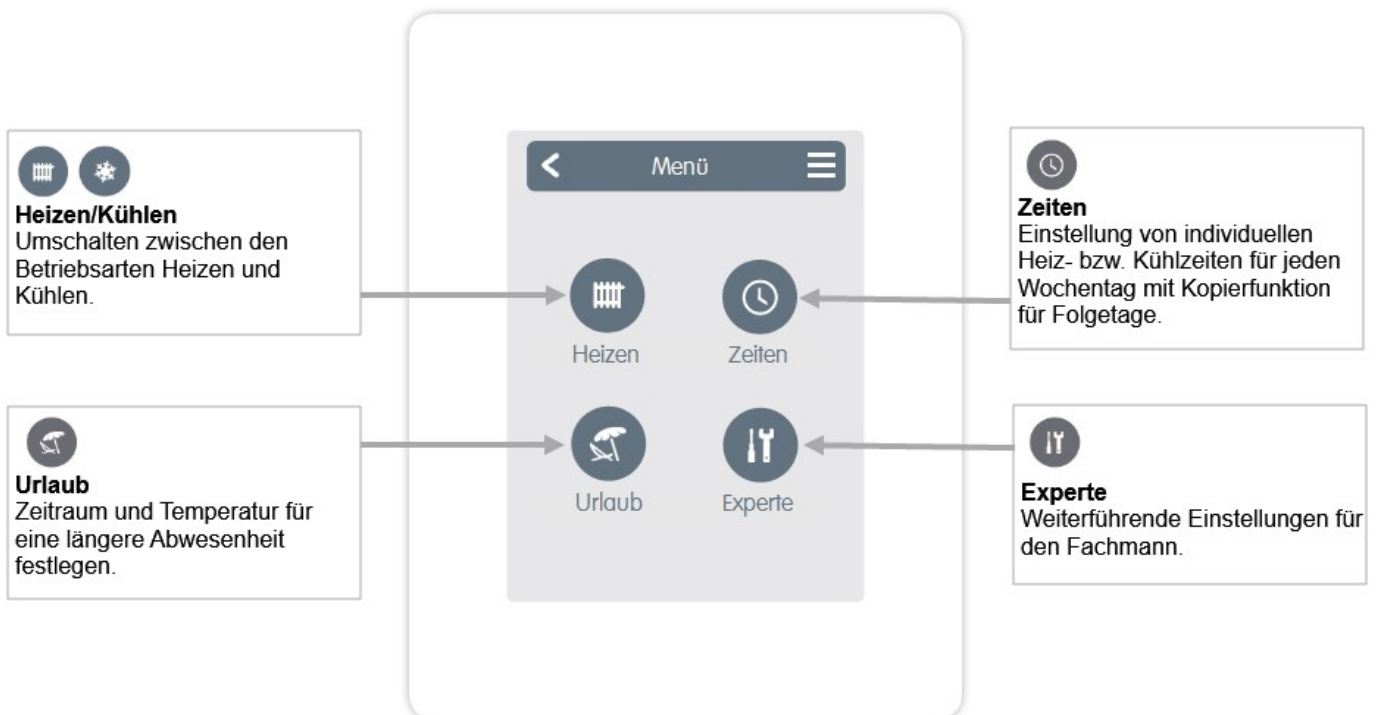 Heizen/Kühlen
Umschalten zwischen den
Betriebsarten Heizen und
Kühlen.
Urlaub
Zeitraum und Temperatur für
eine längere Abwesenheit
festlegen.
Menü
Heizen
Zeiten
Urlaub
Experte
Zeiten
Einstellung von individuellen
Heiz- bzw. Kühlzeiten für jeden
Wochentag mit Kopierfunktion
für Folgetage.
Experte
Weiterführende Einstellungen für
den Fachmann.